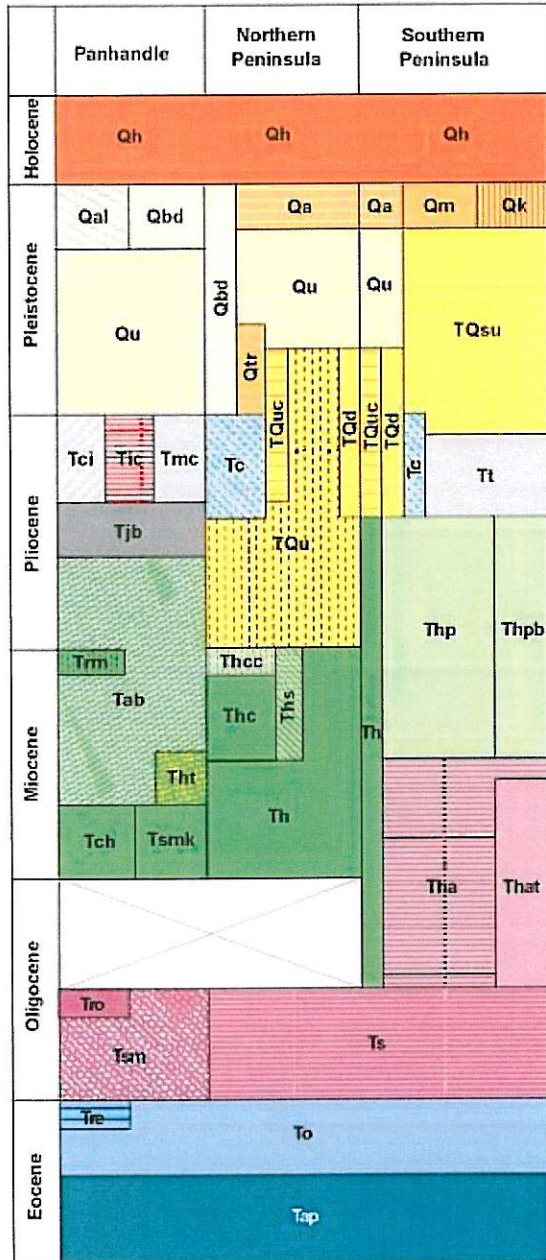 Panhandle
Northern
Peninsula
Southern
Peninsula
Holocene
Qh
Qh
Qh
Pleistocene
Qal
Qbd
Qbd
Qa
Qa
Qm
Qk
Qu
Qu
Qu
TQsu
Qtr
TQuc
TQd
TQuc
TQd
Pliocene
Tci
Tic
Tmc
Tc
Tc
Tt
Tjb
TQu
Thp
Thpb
Miocene
Trm
Tab
Thcc
Thc
Ths
Th
Tht
Th
Tch
Tsmk
Oligocene
Tha
That
Tro
Tsm
Ts
Eocene
Tre
To
Tap